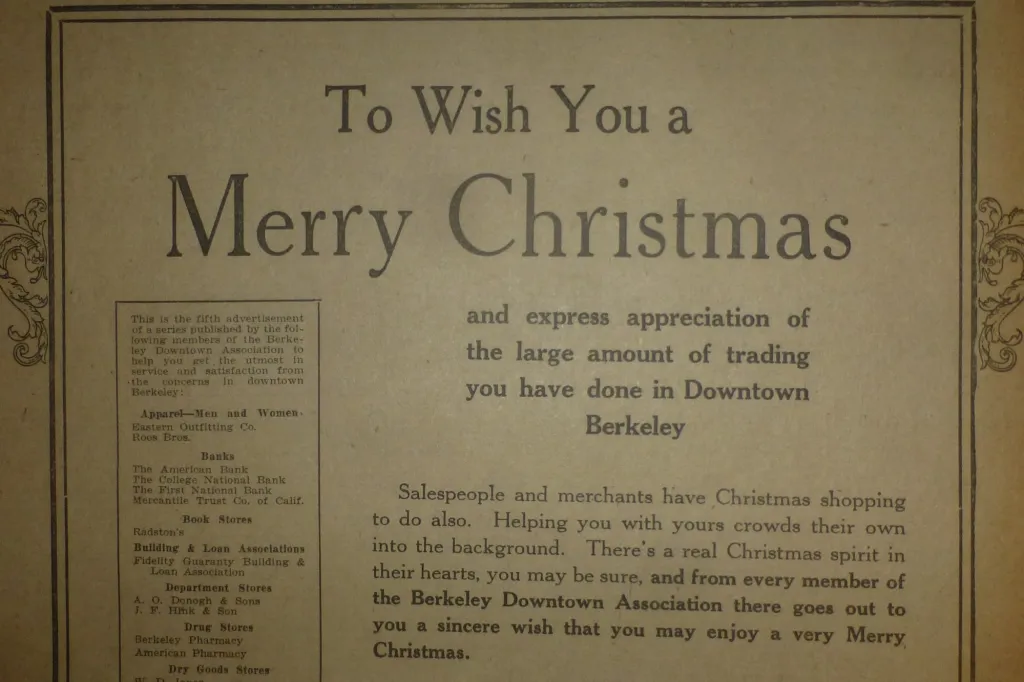 To Wish You a
Merry Christmas
and express appreciation of
the large amount of trading
you have done in Downtown
Berkeley
Salespeople and merchants have Christmas shopping
to do also. Helping you with yours crowds their own
into the background. There's a real Christmas spirit in
their hearts, you may be sure, and from every member of
the Berkeley Downtown Association there goes out to
you a sincere wish that you may enjoy a very Merry
Christmas.
This is the fifth advertisement
of a series published by the fol-
lowing members of the Berke-
ley Downtown Association to
help you get the utmost in
service and satisfaction from
the concerns in downtown
Berkeley:
Apparel—Men and Women
Eastern Outfitting Co.
Roos Bros.
Banks
The American Bank
The College National Bank
The First National Bank
Mercantile Trust Co. of Calif.
Book Stores
Radston's
Building & Loan Associations
Fidelity Guaranty Building &
Loan Association
Department Stores
A. O. Donogh & Sons
J. F. Hink & Son
Drug Stores
Berkeley Pharmacy
American Pharmacy
Dry Goods Stores